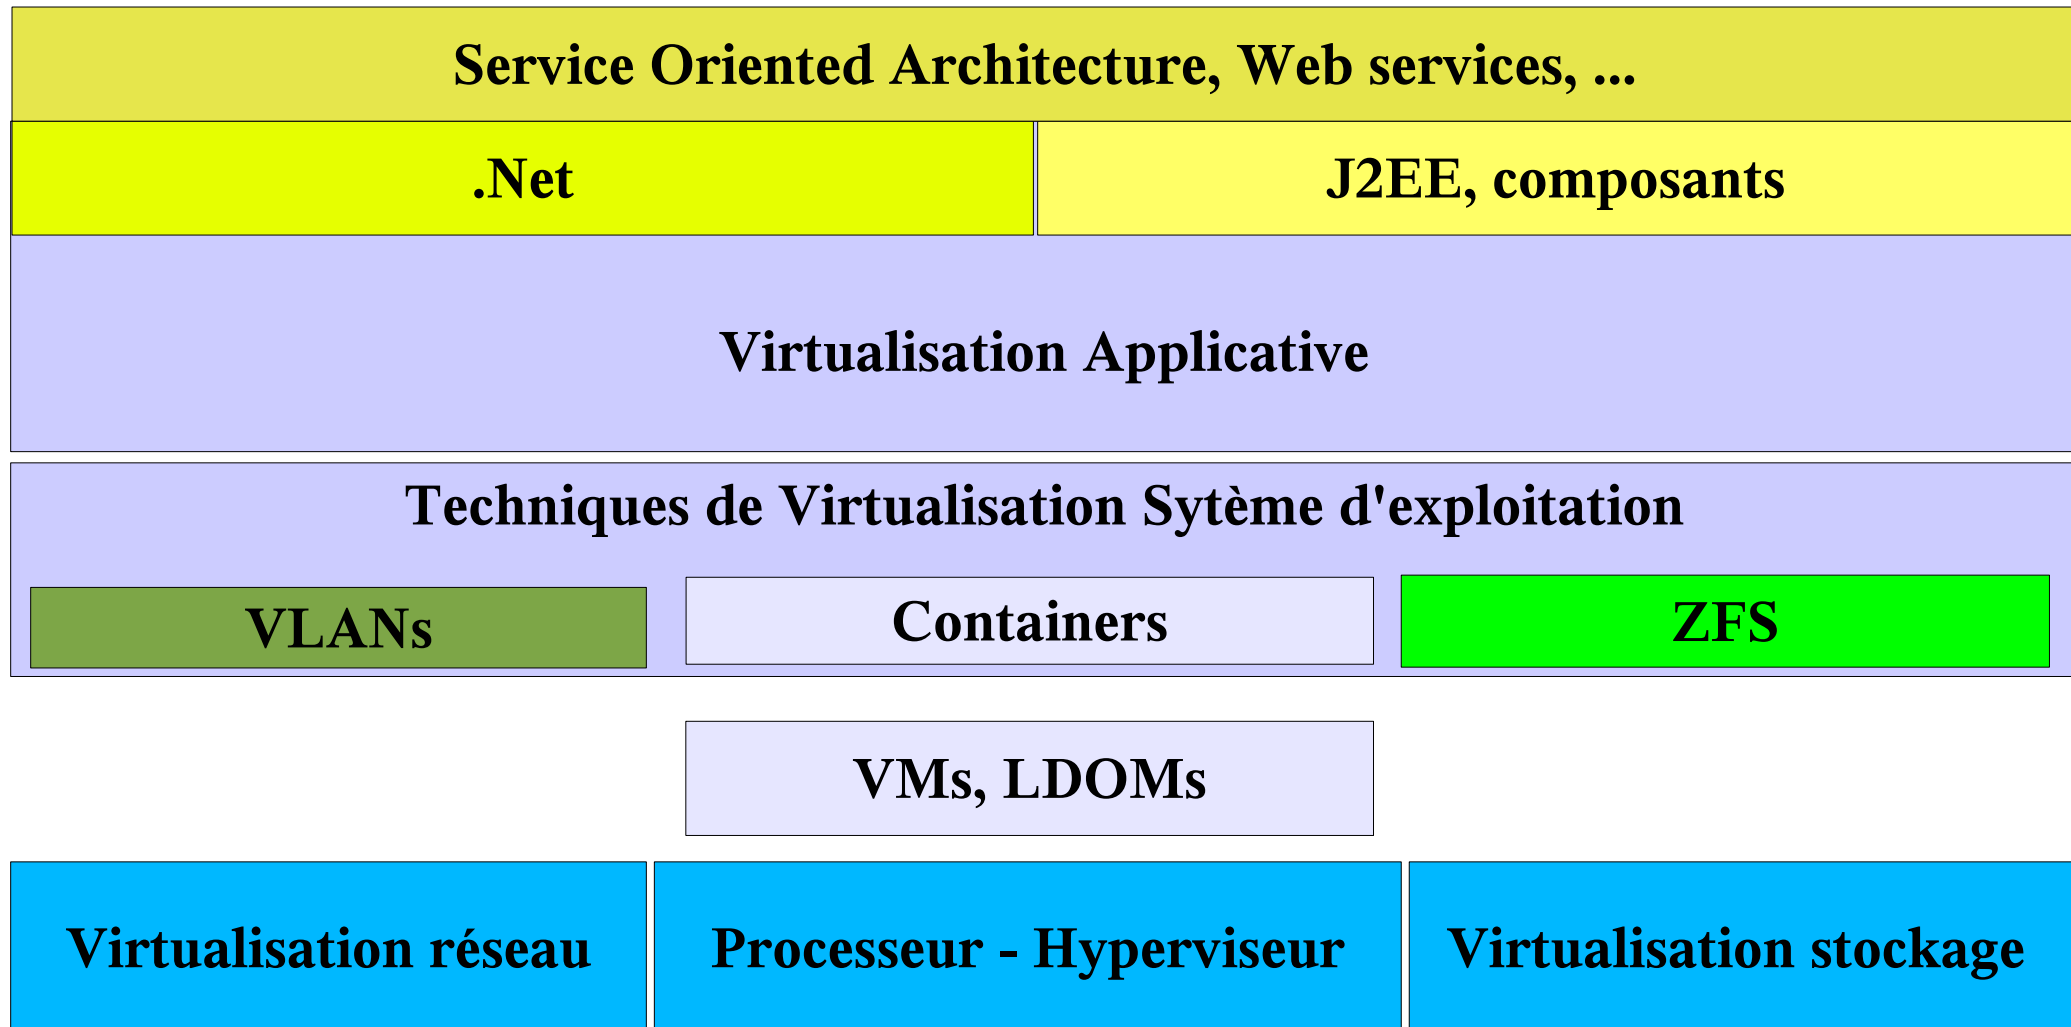 Service Oriented Architecture, Web services, ...
.Net
J2EE, composants
Virtualisation Applicative
Techniques de Virtualisation Sytème d'exploitation
VLANs
Containers
ZFS
VMs, LDOMs
Virtualisation réseau
Processeur - Hyperviseur
Virtualisation stockage